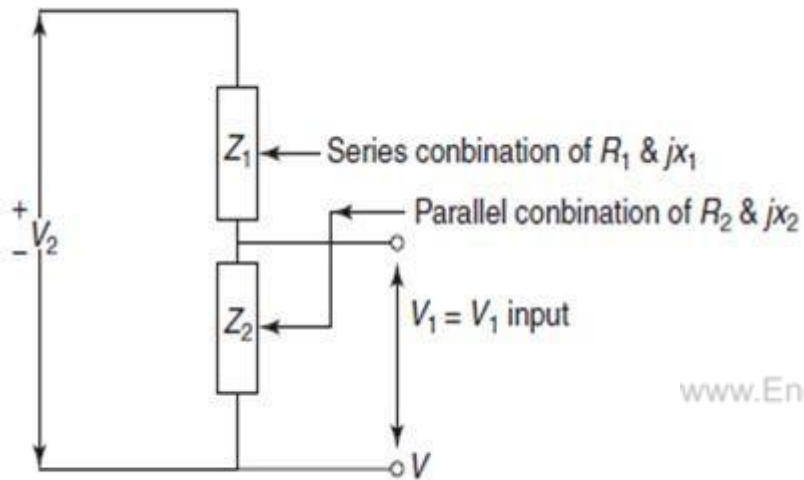 Z₁
Series conbination of R₁ & jx₁
Parallel conbination of R₂ & jx₂
+
V₂
−
Z₂
V₁ = V₁ input
www.En
V